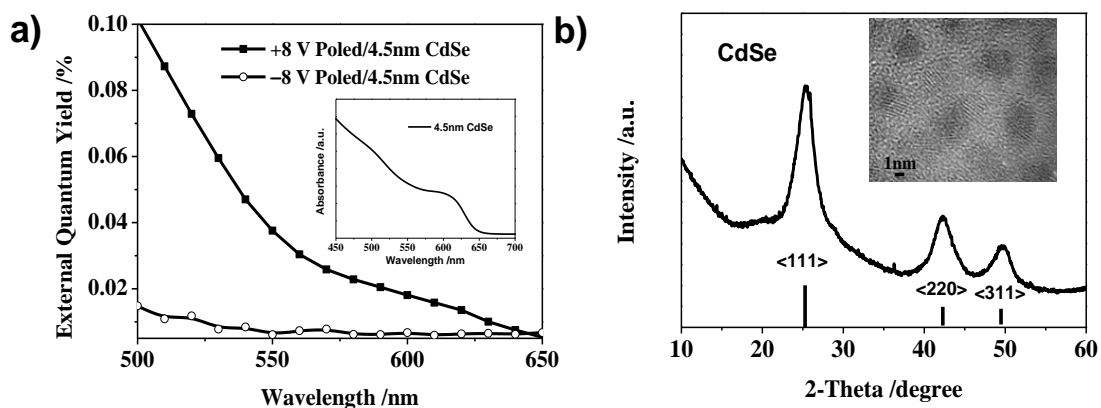 a)
0.10
0.08
0.06
0.04
0.02
External Quantum Yield /%
+8 V Poled/4.5nm CdSe
−8 V Poled/4.5nm CdSe
4.5nm CdSe
Absorbance /a.u.
450 500 550 600 650 700
Wavelength /nm
500 550 600 650
Wavelength /nm
b)
CdSe
1nm
Intensity /a.u.
<111>
<220>
<311>
10 20 30 40 50 60
2-Theta /degree